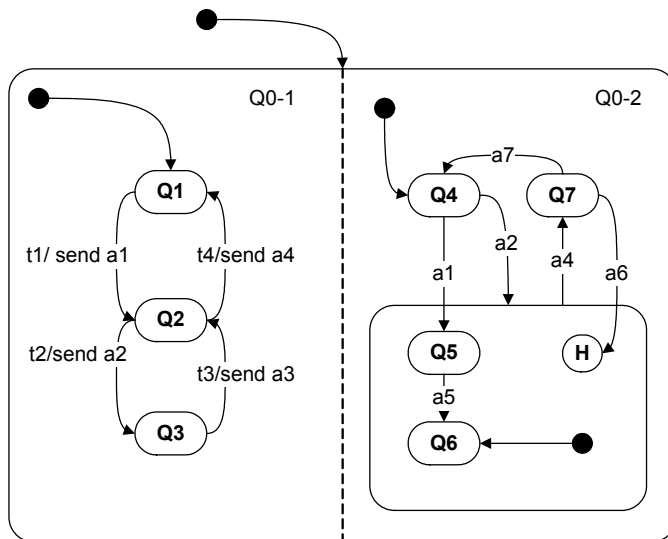 Q0-1
Q0-2
a7
Q1
Q4
Q7
a2
t1/ send a1
t4/send a4
a4
a1
a6
Q2
Q5
H
t2/send a2
t3/send a3
a5
Q3
Q6